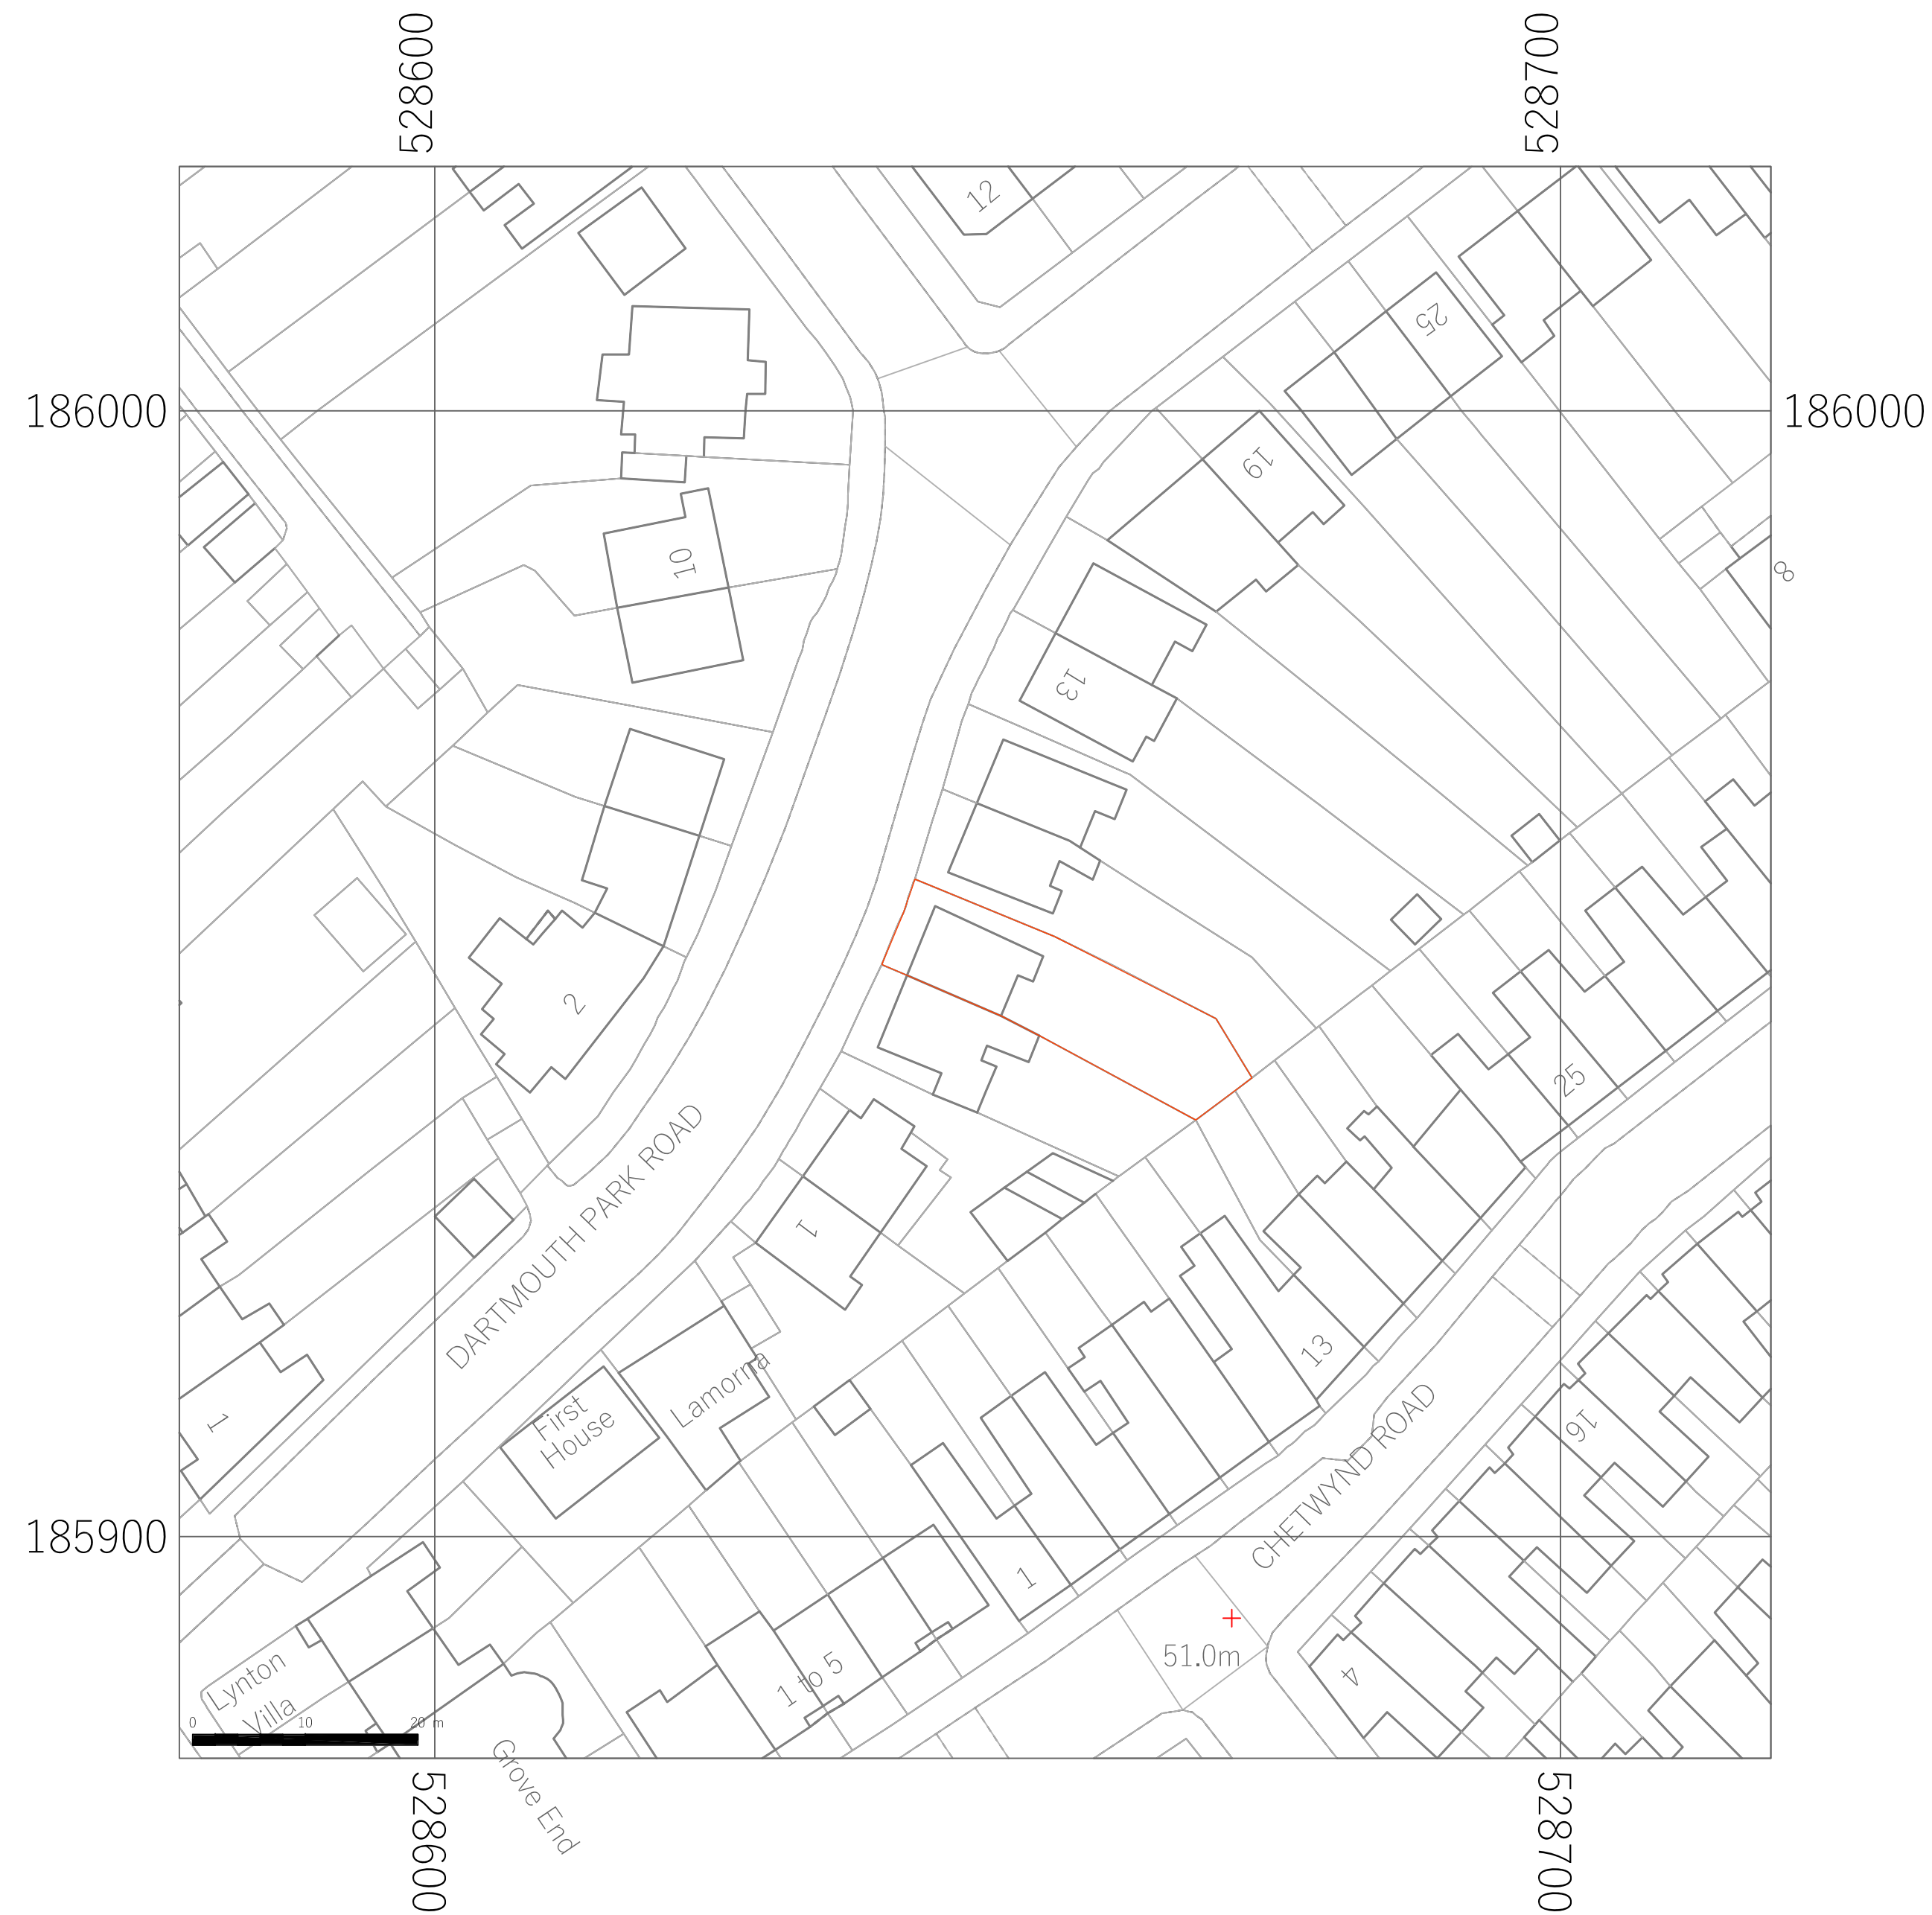 528600
528700
12
25
186000
186000
19
10
8
13
2
25
DARTMOUTH PARK ROAD
1
13
Lamorna
First
House
1
16
CHETWYND ROAD
185900
1
51.0m
1 to 5
4
Lynton
Villa
0 10 20 m
Grove End
528600
528700